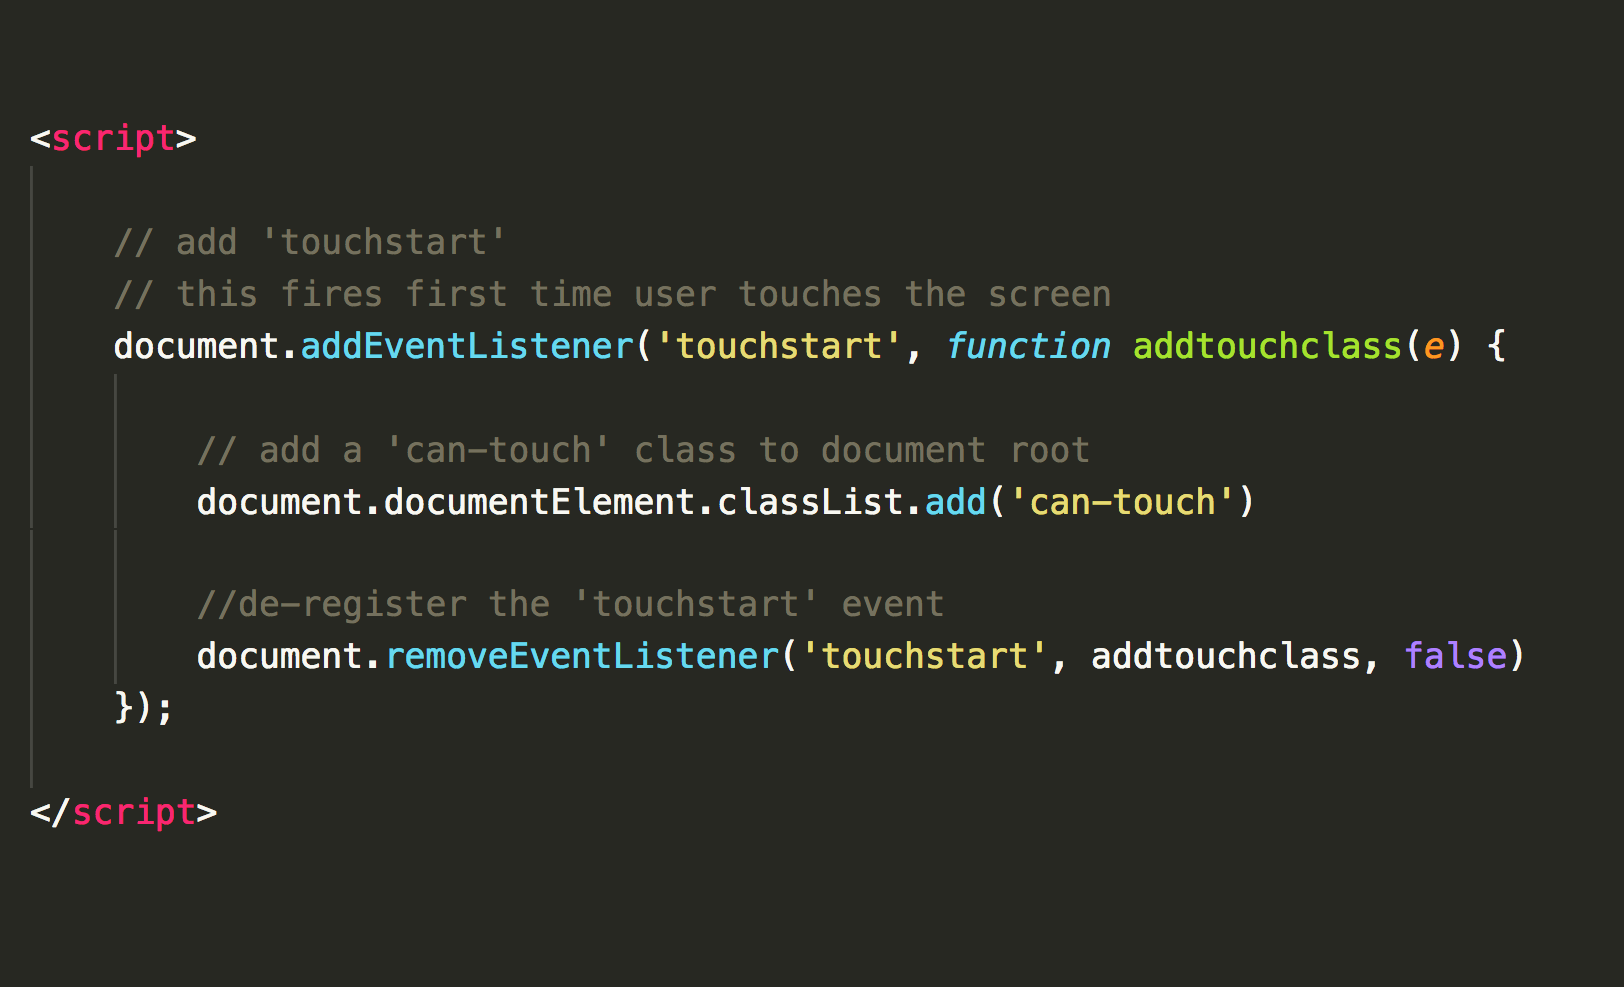 <script>
// add 'touchstart'
// this fires first time user touches the screen
document.addEventListener('touchstart', function addtouchclass(e) {
// add a 'can-touch' class to document root
document.documentElement.classList.add('can-touch')
//de-register the 'touchstart' event
document.removeEventListener('touchstart', addtouchclass, false)
});
</script>